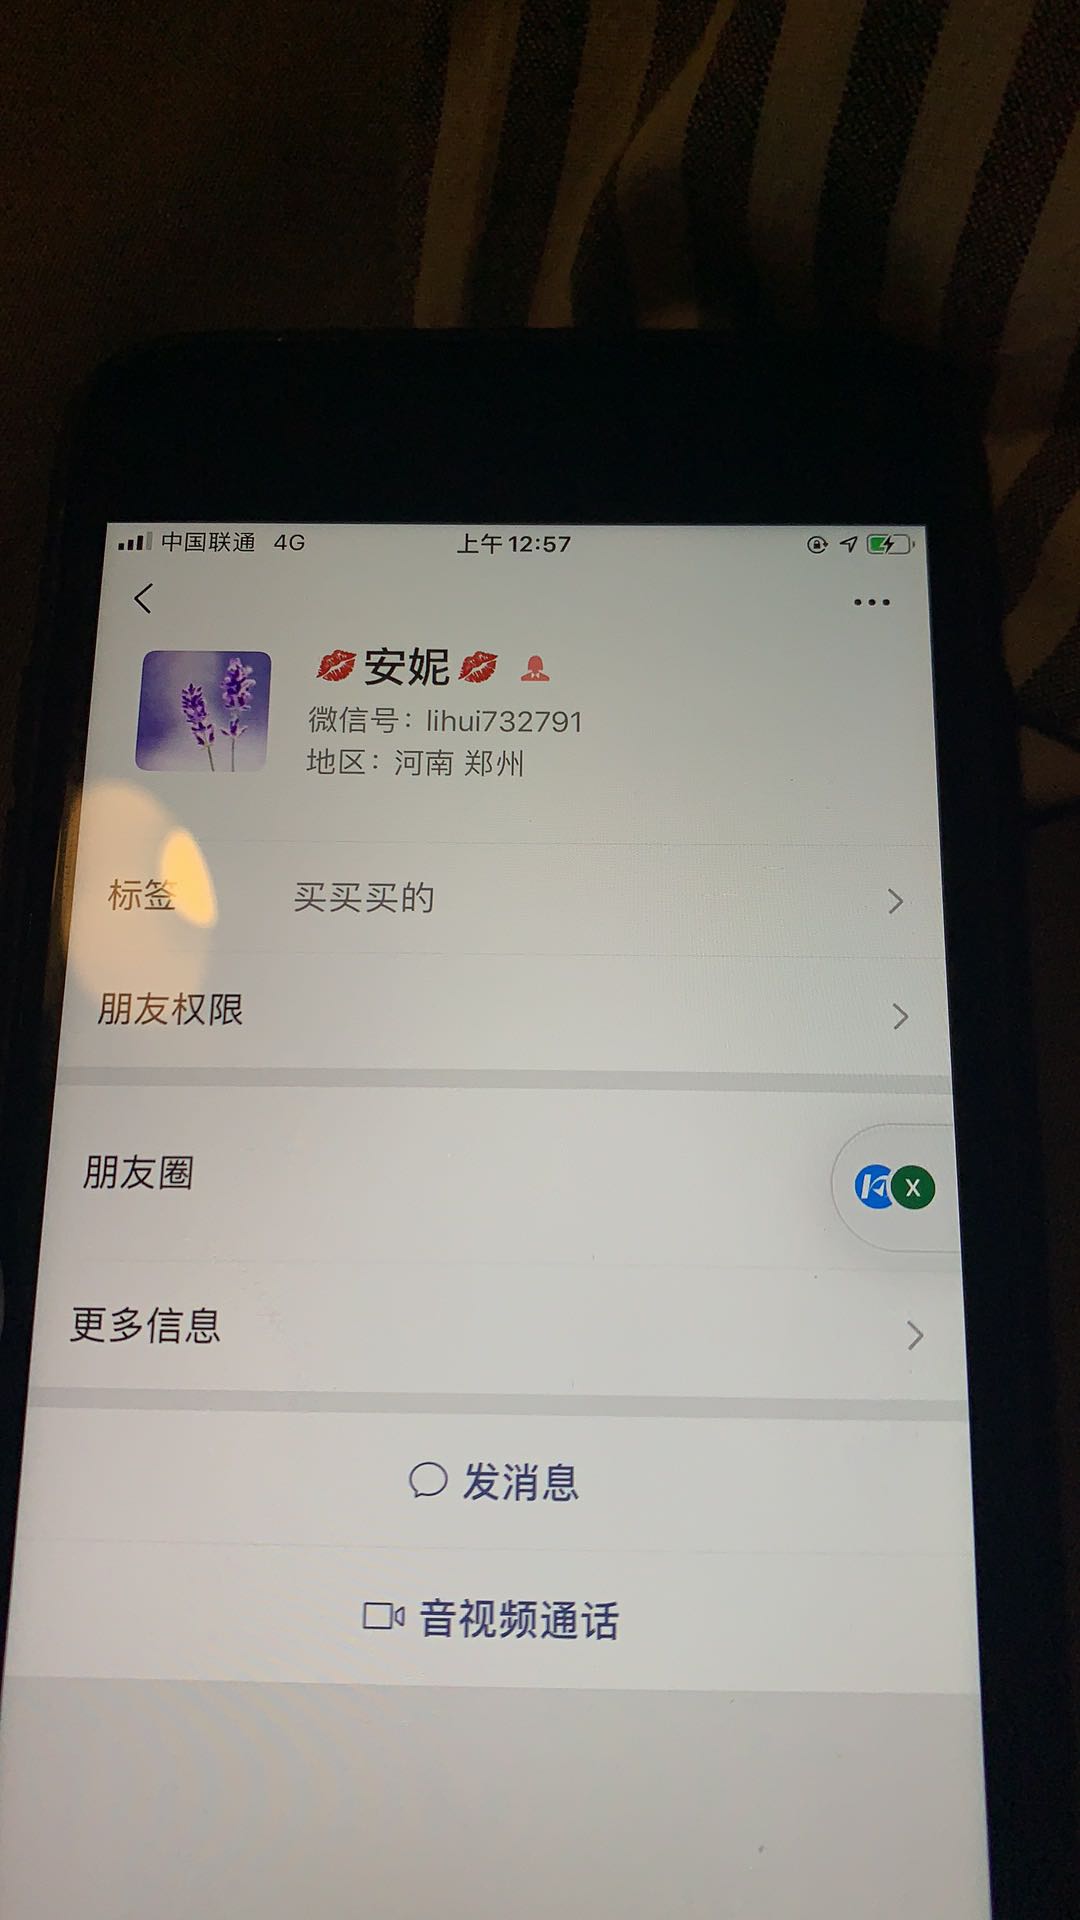 中国联通 4G 上午12:57
💋安妮💋
微信号：lihui732791
地区：河南 郑州
标签 买买买的
朋友权限
朋友圈
X
更多信息
发消息
音视频通话